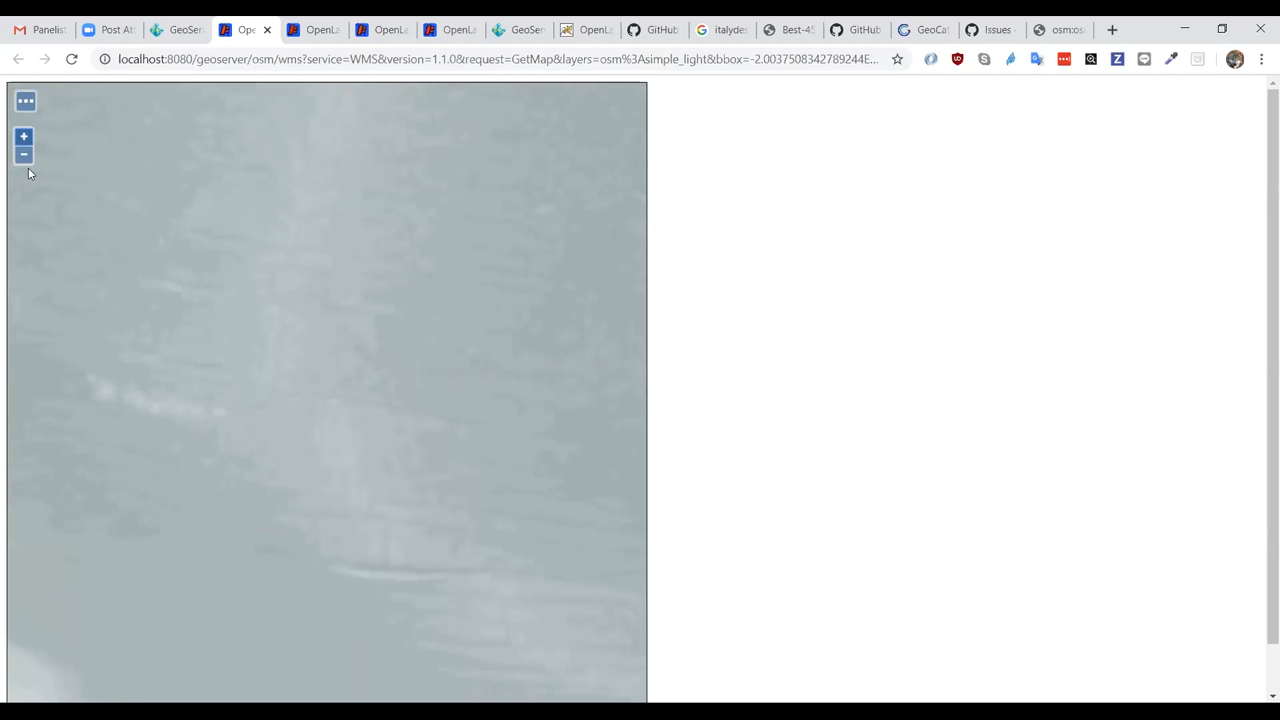 Panelist
Post At
GeoSer
Ope
OpenLa
OpenLa
OpenLa
GeoSer
OpenLa
GitHub
italydes
Best-45
GitHub
GeoCat
Issues -
osm:os
localhost:8080/geoserver/osm/wms?service=WMS&version=1.1.0&request=GetMap&layers=osm%3Asimple_light&bbox=-2.0037508342789244E...